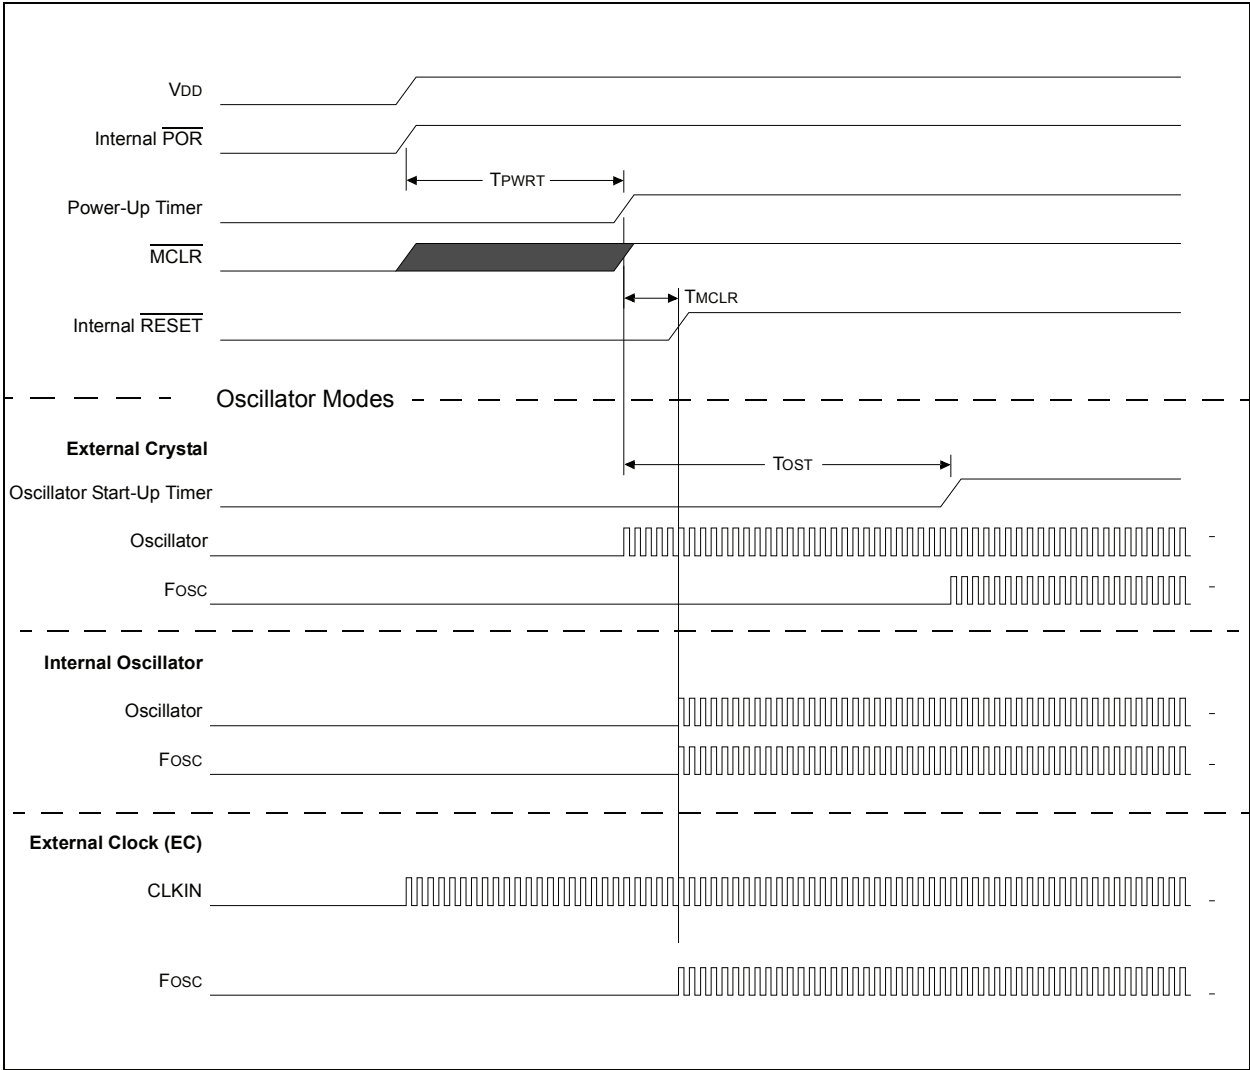 VDD
Internal POR
TPWRT
Power-Up Timer
MCLR
TMCLR
Internal RESET
Oscillator Modes
External Crystal
TOST
Oscillator Start-Up Timer
Oscillator
FOSC
Internal Oscillator
Oscillator
FOSC
External Clock (EC)
CLKIN
FOSC